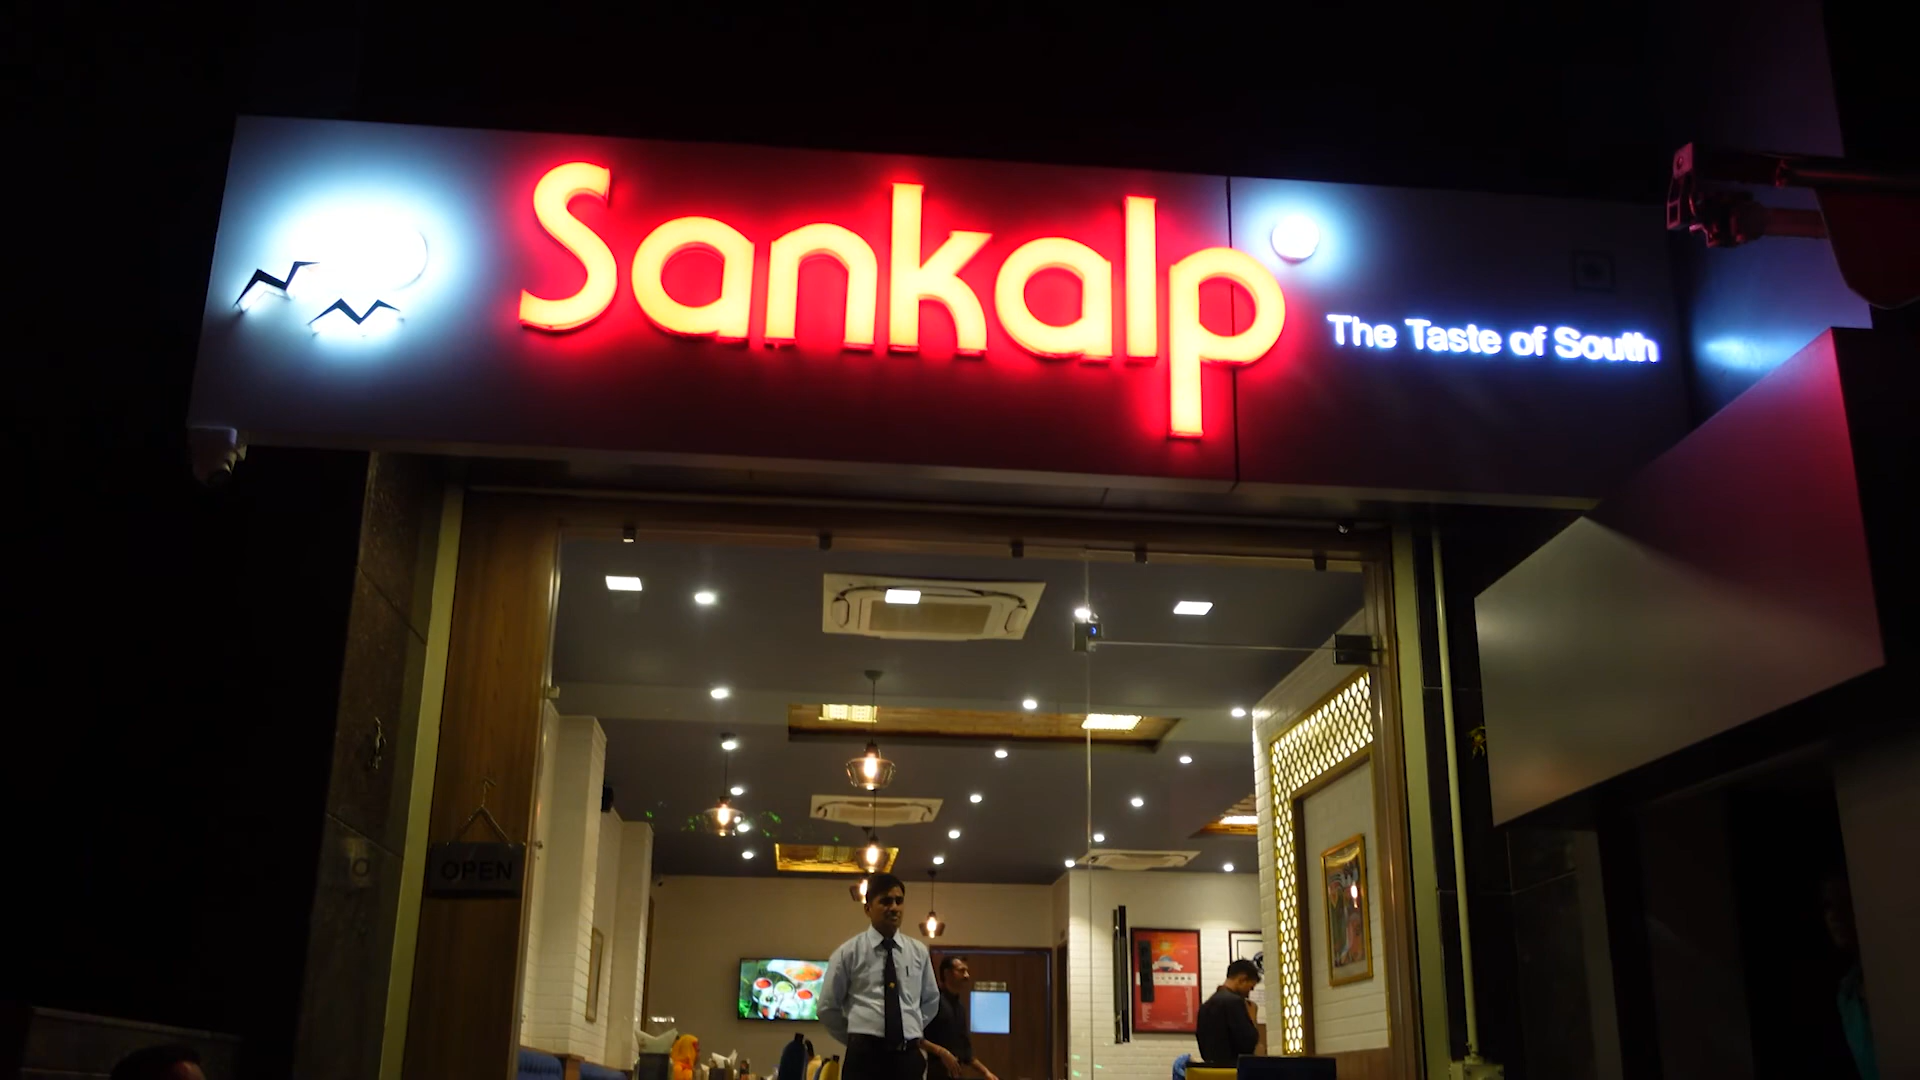 Sankalp
The Taste of South
OPEN